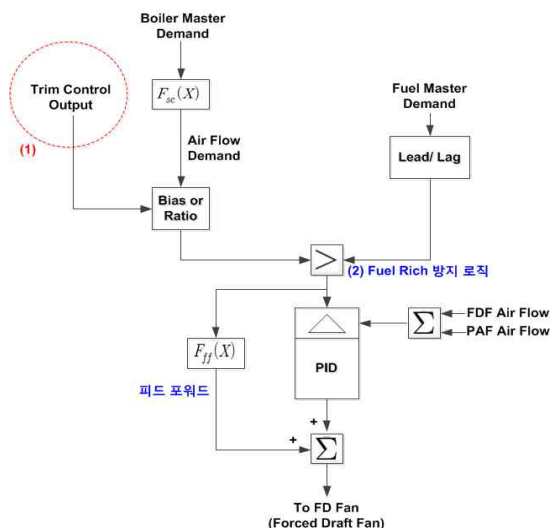 Boiler Master
Demand
Trim Control
Output
(1)
F_sc(X)
Fuel Master
Demand
Air Flow
Demand
Lead/ Lag
Bias or
Ratio
>
(2) Fuel Rich 방지 로직
F_ff(X)
피드 포워드
△
PID
Σ
FDF Air Flow
PAF Air Flow
+
+
Σ
To FD Fan
(Forced Draft Fan)